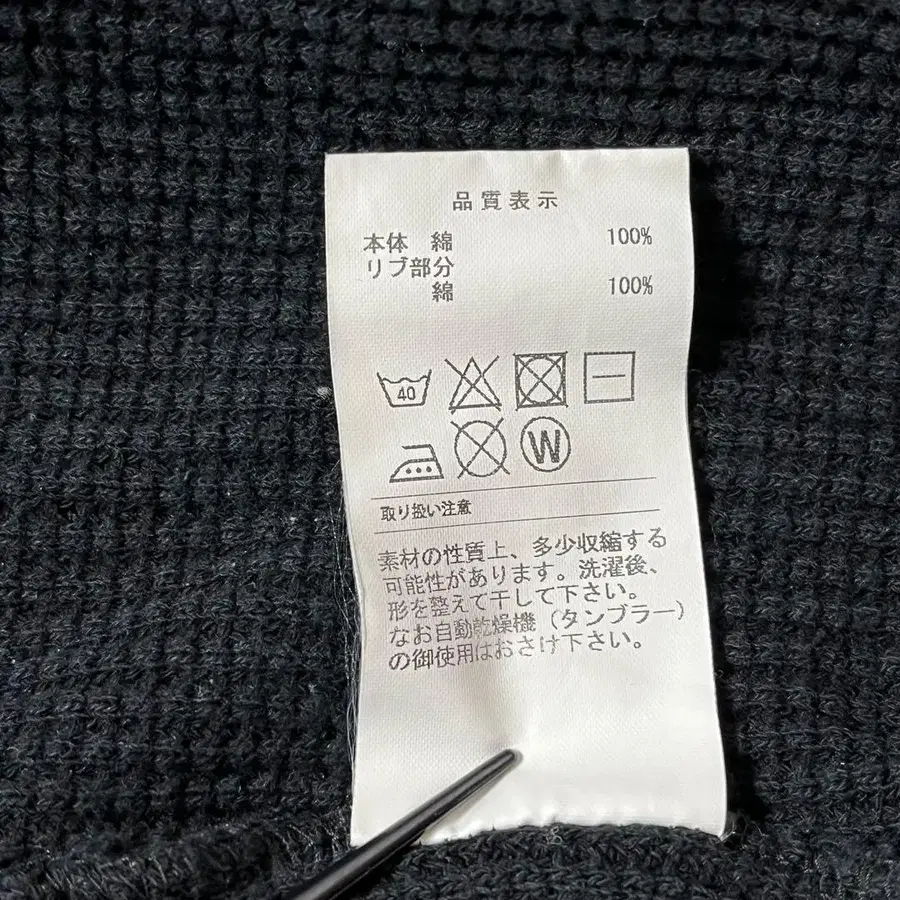 品質表示
本体 綿 100%
リブ部分
綿 100%
40
W
取り扱い注意
素材の性質上、多少収縮する
可能性があります。洗濯後、
形を整えて干して下さい。
なお自動乾燥機（タンブラー）
の御使用はおさけ下さい。